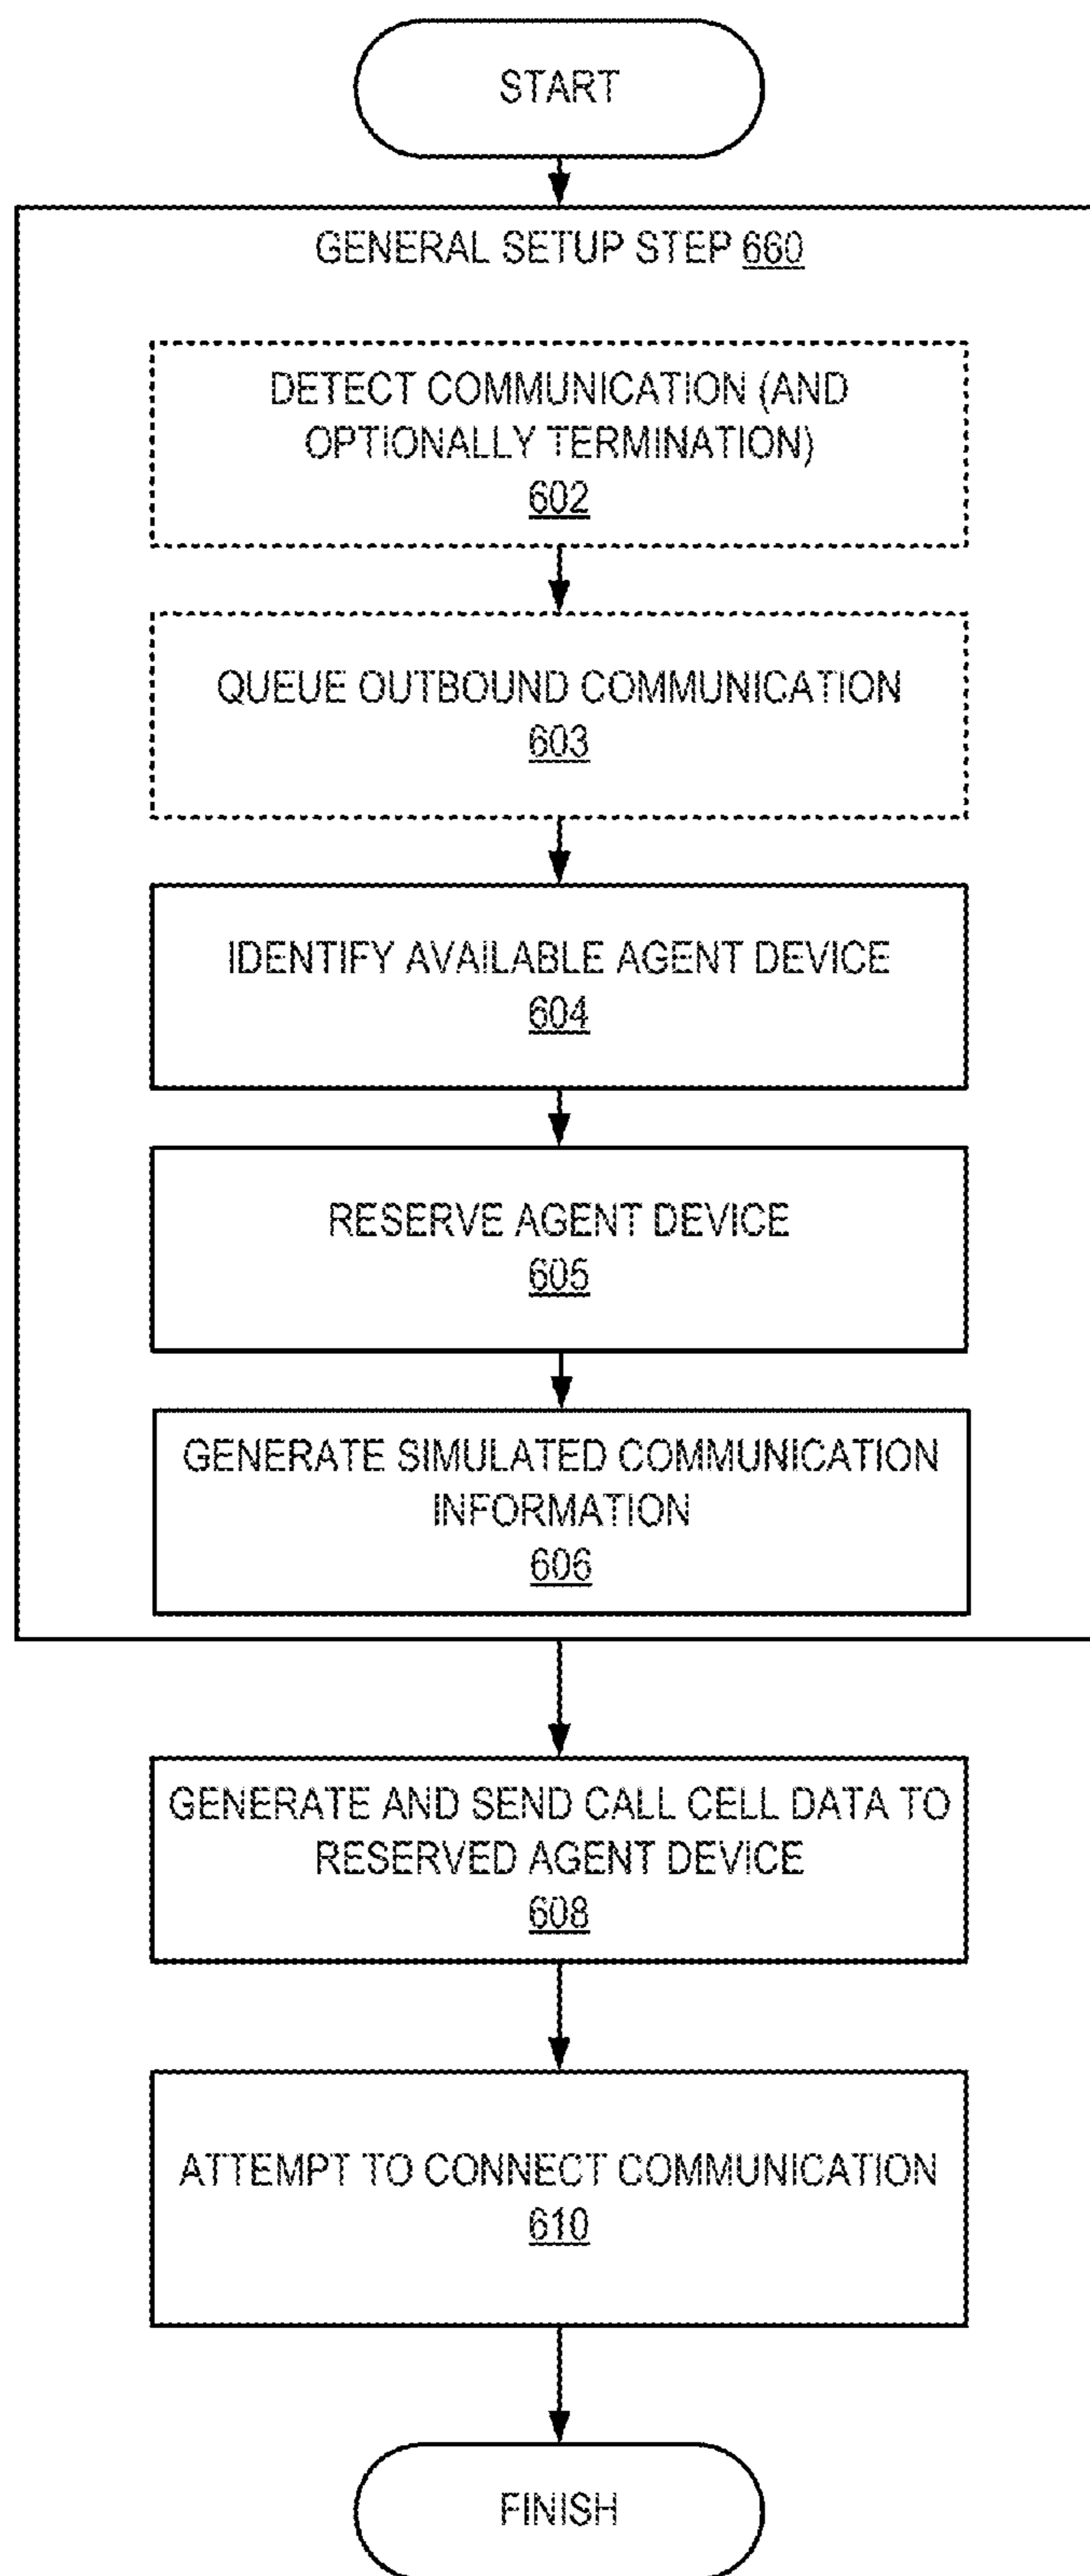 START
GENERAL SETUP STEP 660
DETECT COMMUNICATION (AND
OPTIONALLY TERMINATION)
602
QUEUE OUTBOUND COMMUNICATION
603
IDENTIFY AVAILABLE AGENT DEVICE
604
RESERVE AGENT DEVICE
605
GENERATE SIMULATED COMMUNICATION
INFORMATION
606
GENERATE AND SEND CALL CELL DATA TO
RESERVED AGENT DEVICE
608
ATTEMPT TO CONNECT COMMUNICATION
610
FINISH